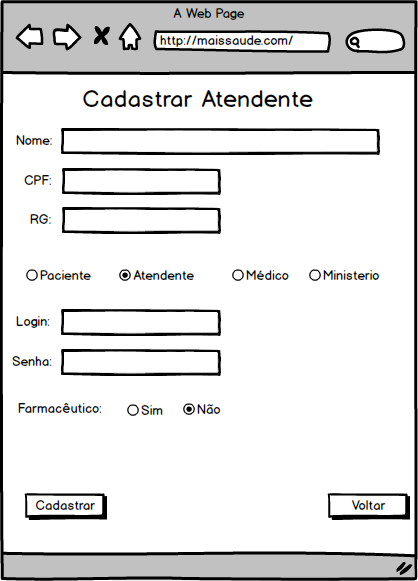 A Web Page
http://maissaude.com/
Cadastrar Atendente
Nome:
CPF:
RG:
Paciente Atendente Médico Ministerio
Login:
Senha:
Farmacêutico: Sim Não
Cadastrar Voltar